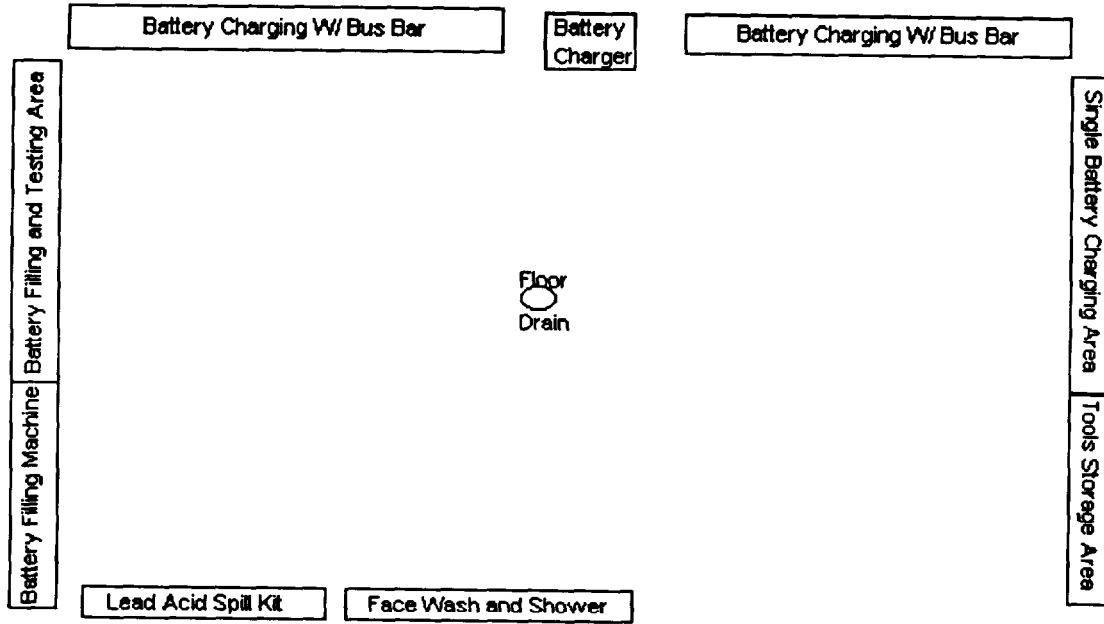 Battery Charging W/ Bus Bar
Battery
Charger
Battery Charging W/ Bus Bar
Battery Filling and Testing Area
Single Battery Charging Area
Floor
Drain
Battery Filling Machine
Tools Storage Area
Lead Acid Spill Kit
Face Wash and Shower